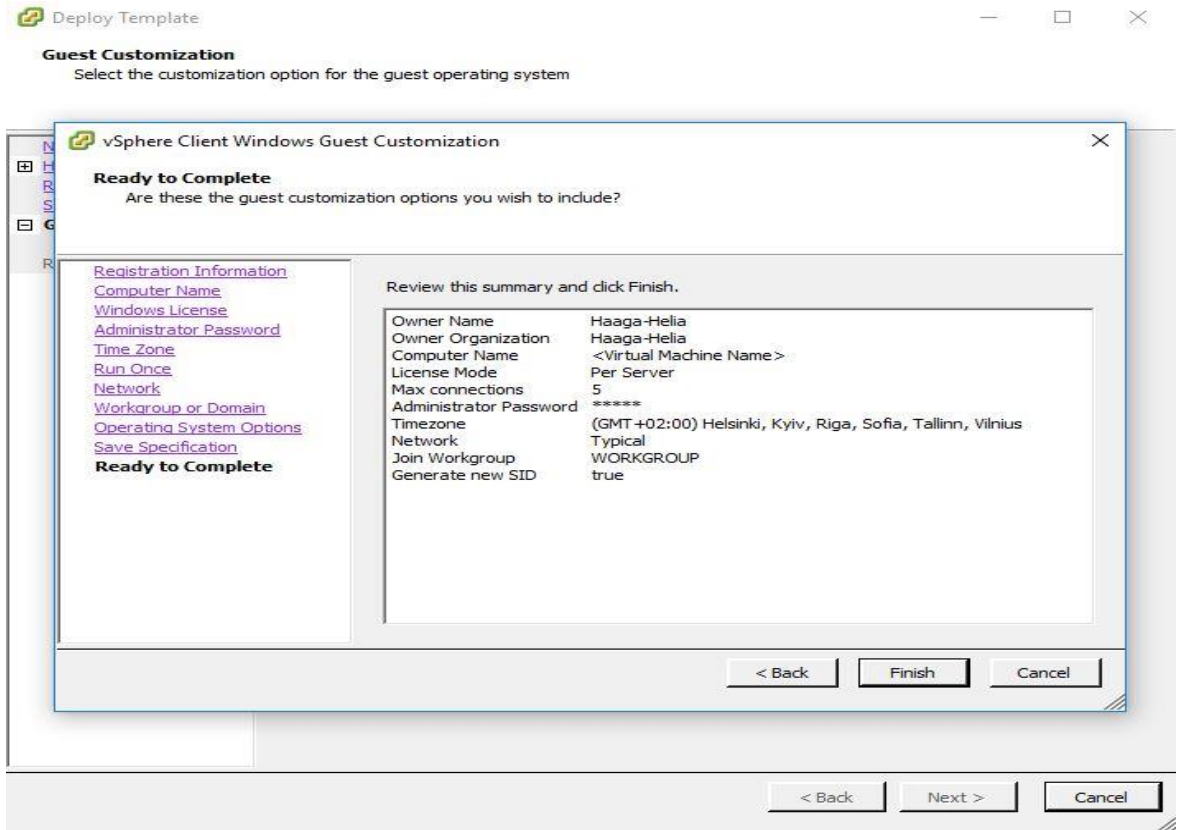 Deploy Template
Guest Customization
Select the customization option for the guest operating system
N
H
R
S
G
R
vSphere Client Windows Guest Customization
Ready to Complete
Are these the guest customization options you wish to include?
Registration Information
Computer Name
Windows License
Administrator Password
Time Zone
Run Once
Network
Workgroup or Domain
Operating System Options
Save Specification
Ready to Complete
Review this summary and click Finish.
Owner Name Haaga-Helia
Owner Organization Haaga-Helia
Computer Name <Virtual Machine Name>
License Mode Per Server
Max connections 5
Administrator Password *****
Timezone (GMT+02:00) Helsinki, Kyiv, Riga, Sofia, Tallinn, Vilnius
Network Typical
Join Workgroup WORKGROUP
Generate new SID true
< Back Finish Cancel
< Back Next > Cancel